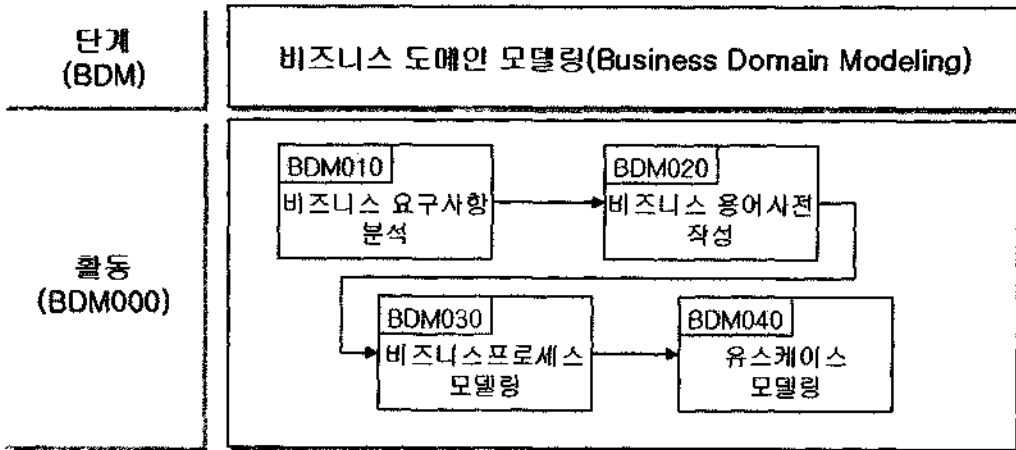 단계
(BDM)
비즈니스 도메인 모델링(Business Domain Modeling)
활동
(BDM000)
BDM010
비즈니스 요구사항
분석
BDM020
비즈니스 용어사전
작성
BDM030
비즈니스프로세스
모델링
BDM040
유스케이스
모델링